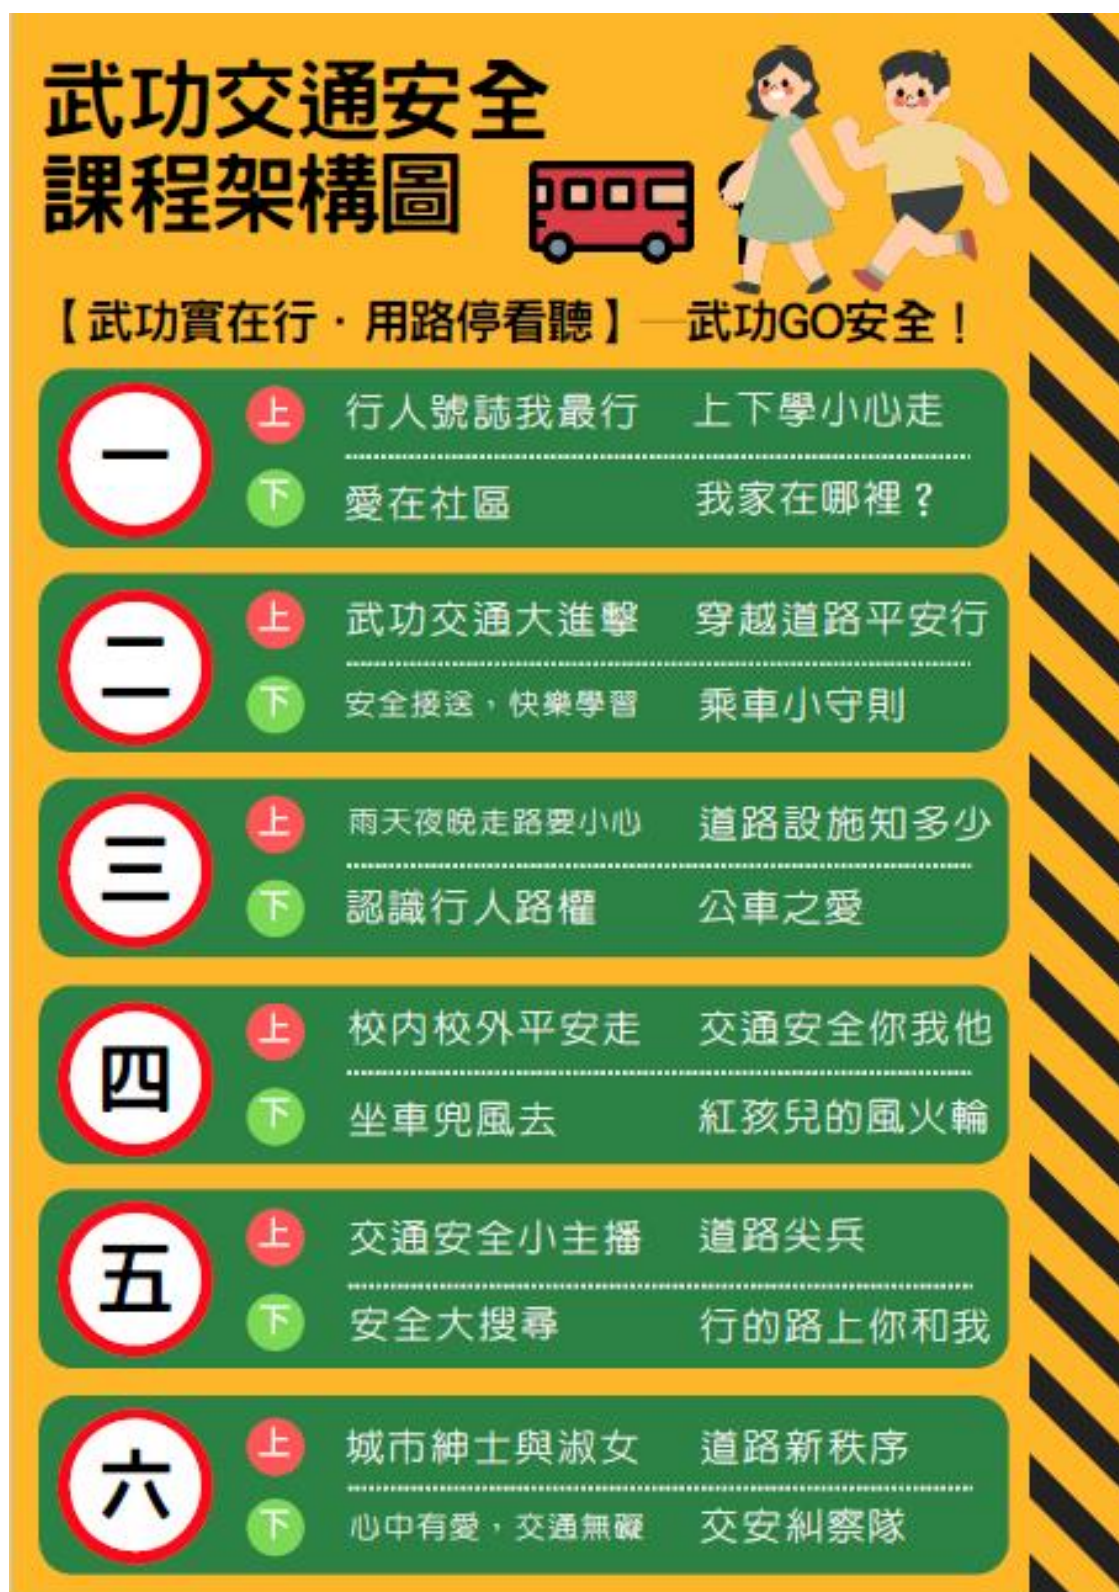 武功交通安全
課程架構圖
【武功實在行·用路停看聽】—武功GO安全！
一
上 行人號誌我最行 上下學小心走
下 愛在社區 我家在哪裡？
二
上 武功交通大進擊 穿越道路平安行
下 安全接送，快樂學習 乘車小守則
三
上 雨天夜晚走路要小心 道路設施知多少
下 認識行人路權 公車之愛
四
上 校內校外平安走 交通安全你我他
下 坐車兜風去 紅孩兒的風火輪
五
上 交通安全小主播 道路尖兵
下 安全大搜尋 行的路上你和我
六
上 城市紳士與淑女 道路新秩序
下 心中有愛，交通無礙 交安糾察隊